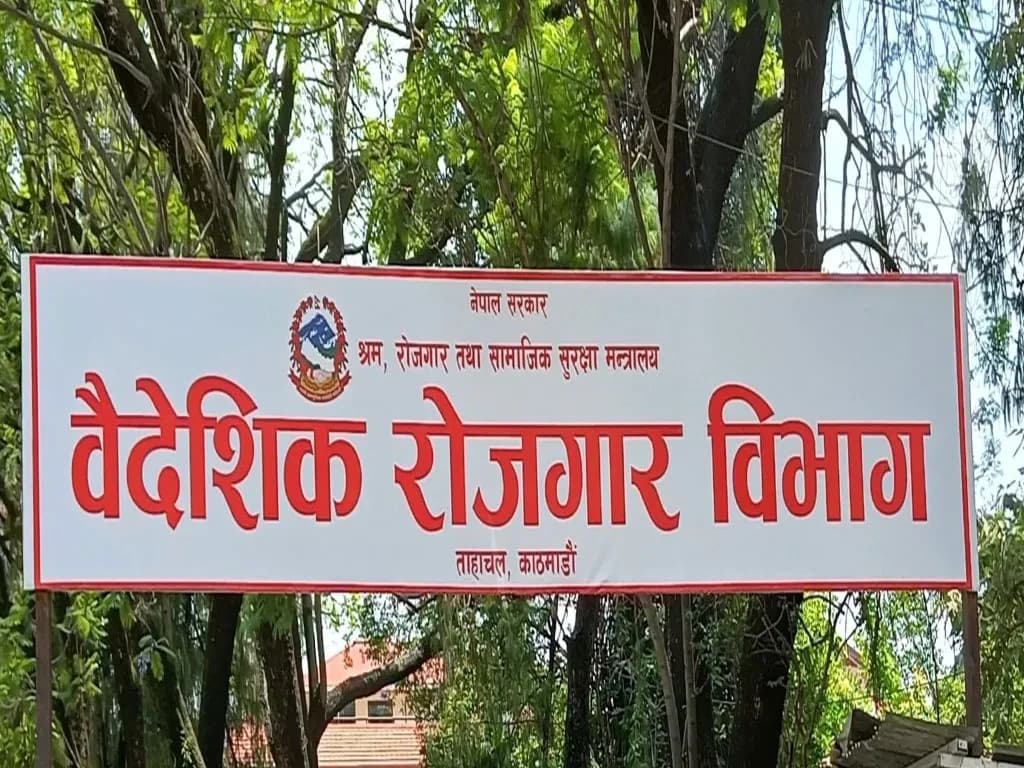 नेपाल सरकार
श्रम, रोजगार तथा सामाजिक सुरक्षा मन्त्रालय
वैदेशिक रोजगार विभाग
ताहाचल, काठमाडौं